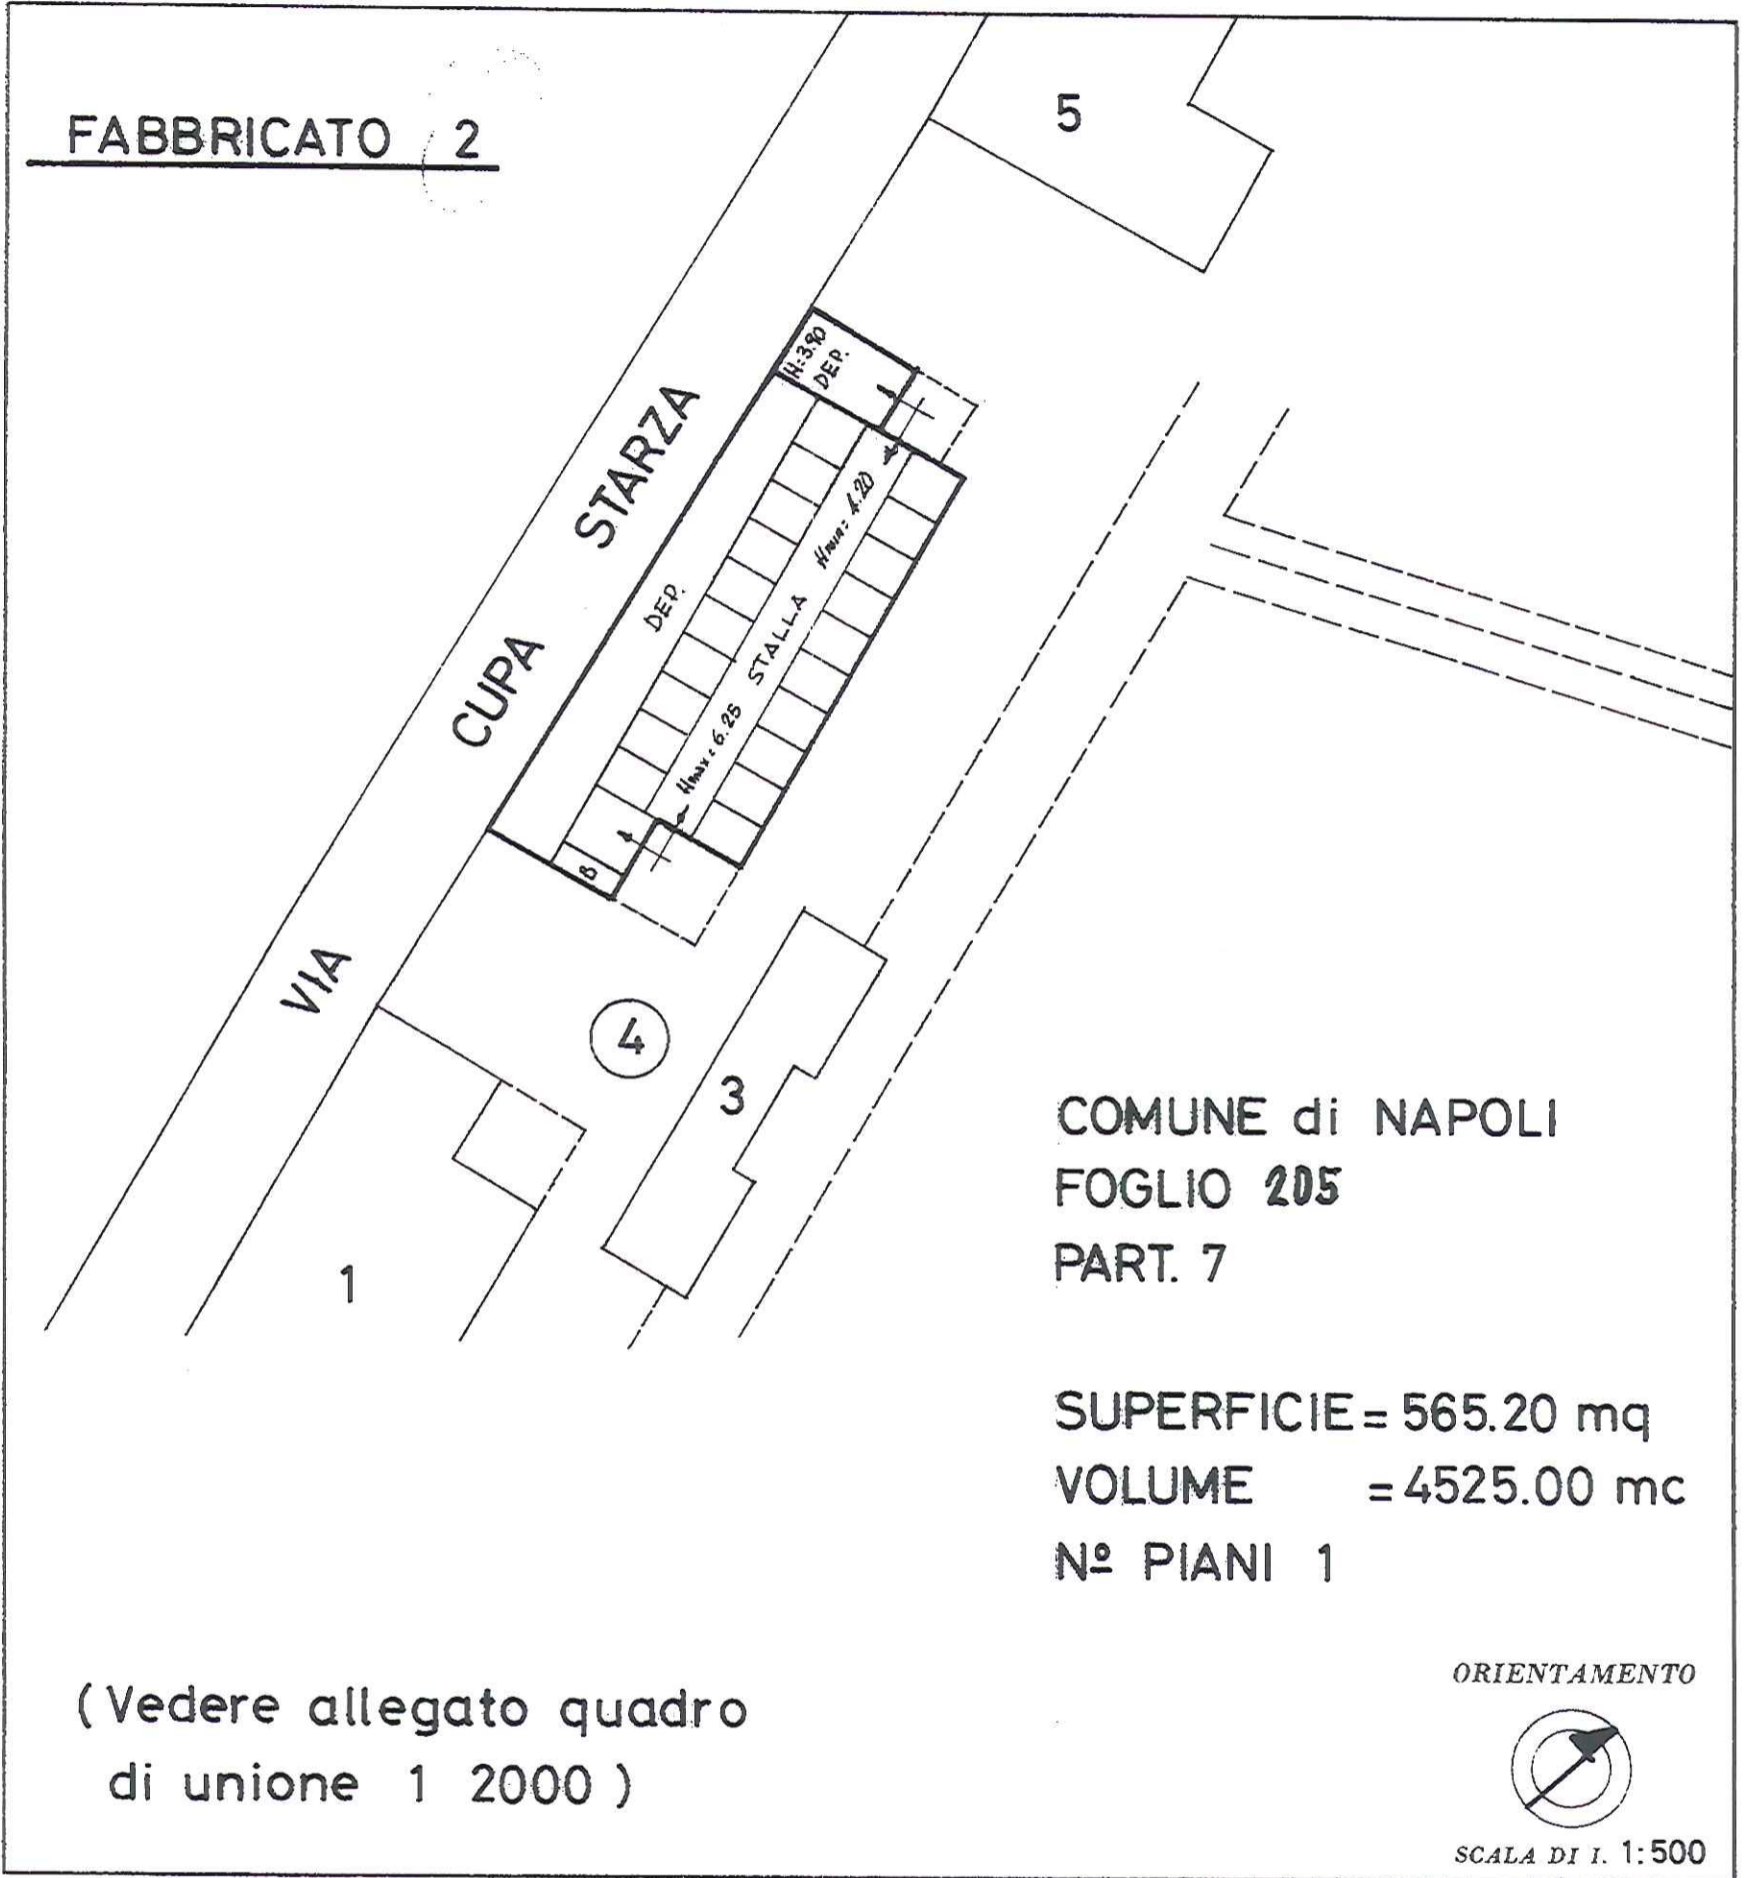 FABBRICATO 2
5
H:3.90
DEP.
VIA CUPA STARZA
DEP.
Hmax: 6.25 STALLA Hmin: 4.20
B
4
3
1
COMUNE di NAPOLI
FOGLIO 205
PART. 7
SUPERFICIE = 565.20 mq
VOLUME = 4525.00 mc
Nº PIANI 1
(Vedere allegato quadro
di unione 1 2000 )
ORIENTAMENTO
SCALA DI I. 1:500